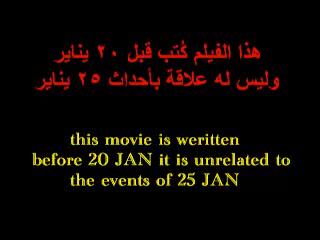 هذا الفيلم كُتب قبل ٢٠ يناير
وليس له علاقة بأحداث ٢٥ يناير
this movie is weritten
before 20 JAN it is unrelated to
the events of 25 JAN